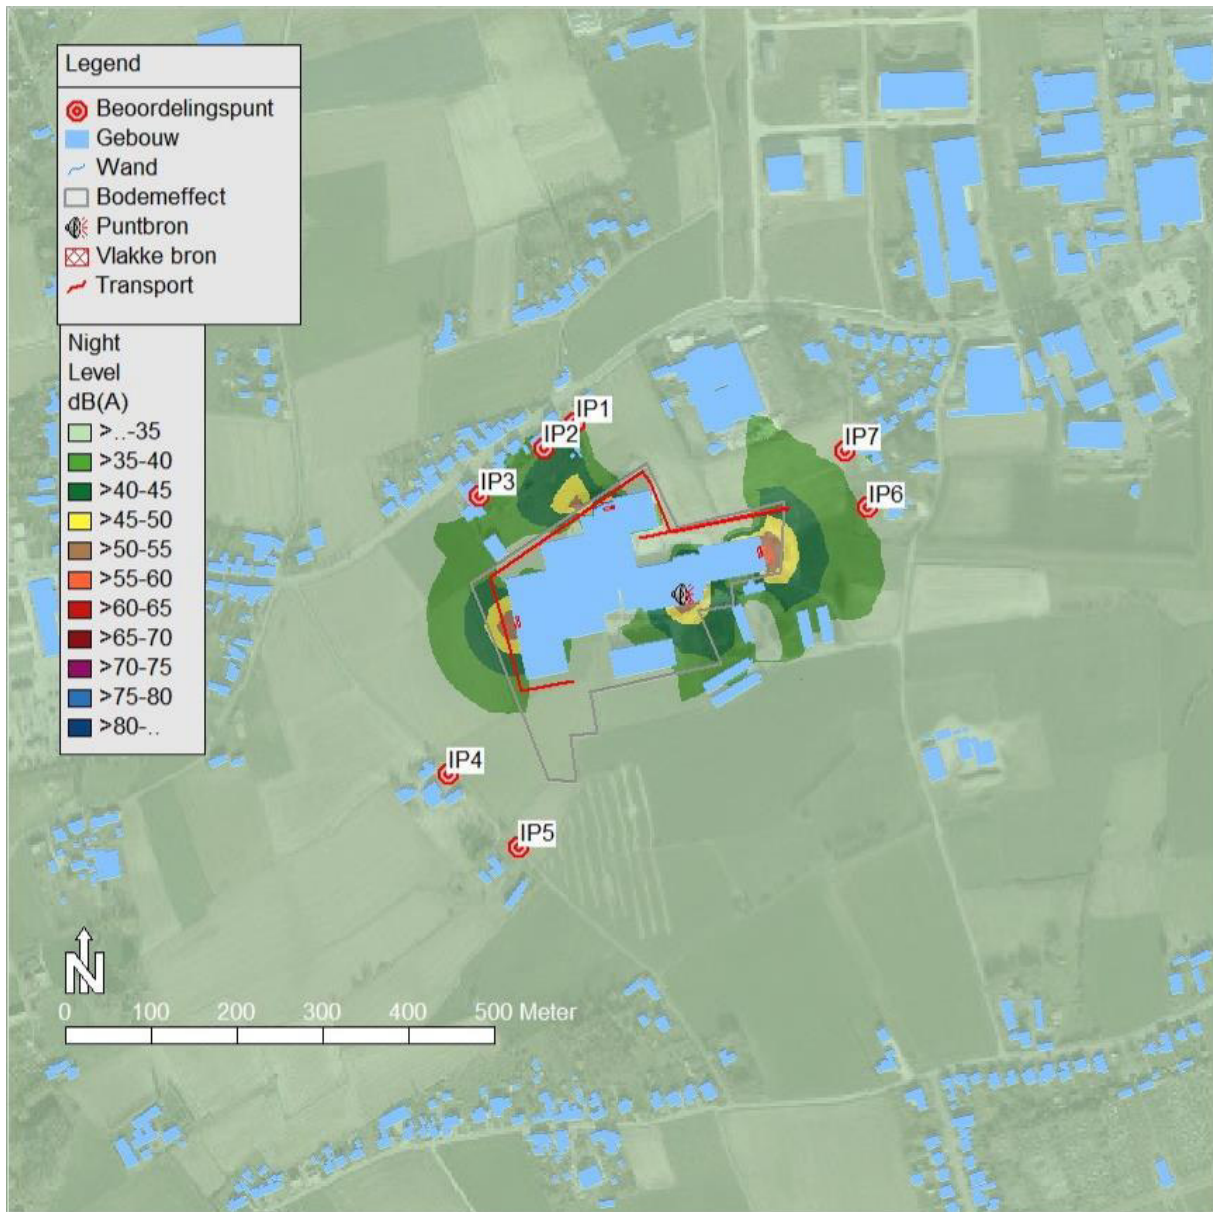 Legend
Beoordelingspunt
Gebouw
Wand
Bodemeffect
Puntbron
Vlakke bron
Transport
Night
Level
dB(A)
>..-35
>35-40
>40-45
>45-50
>50-55
>55-60
>60-65
>65-70
>70-75
>75-80
>80-..
IP1
IP2
IP3
IP7
IP6
IP4
IP5
N
0 100 200 300 400 500 Meter